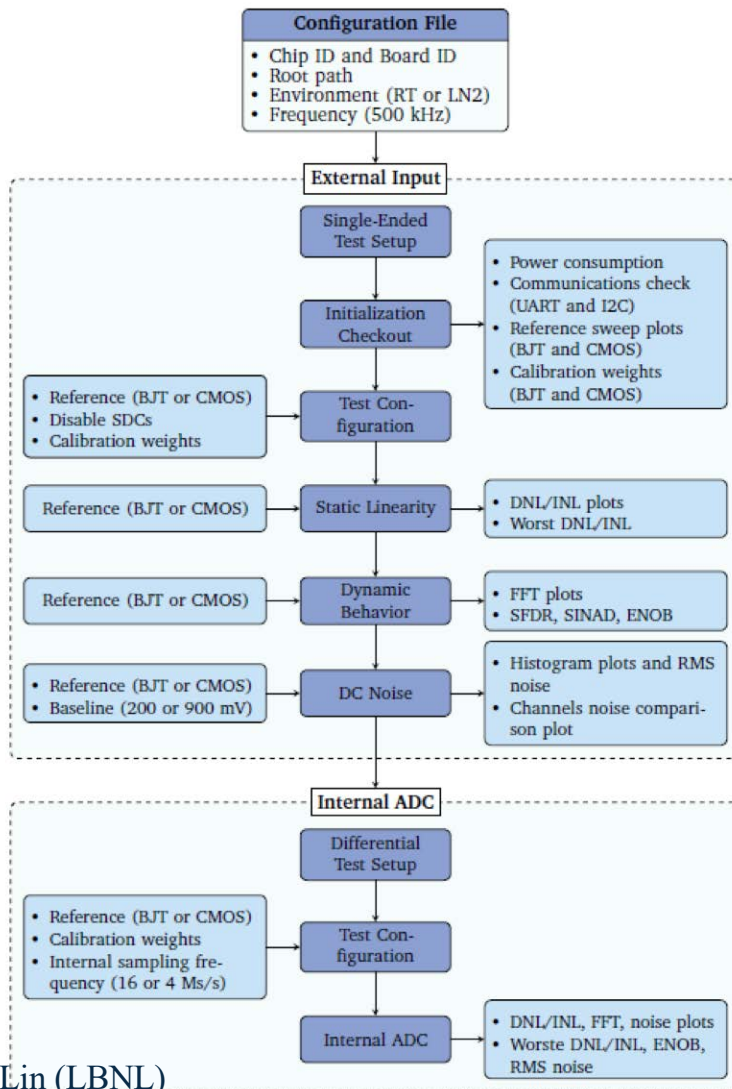 Configuration File
• Chip ID and Board ID
• Root path
• Environment (RT or LN2)
• Frequency (500 kHz)
External Input
Single-Ended
Test Setup
Initialization
Checkout
• Power consumption
• Communications check
(UART and I2C)
• Reference sweep plots
(BJT and CMOS)
• Calibration weights
(BJT and CMOS)
• Reference (BJT or CMOS)
• Disable SDCs
• Calibration weights
Test Con-
figuration
Reference (BJT or CMOS)
Static Linearity
• DNL/INL plots
• Worst DNL/INL
Reference (BJT or CMOS)
Dynamic
Behavior
• FFT plots
• SFDR, SINAD, ENOB
• Reference (BJT or CMOS)
• Baseline (200 or 900 mV)
DC Noise
• Histogram plots and RMS
noise
• Channels noise compari-
son plot
Internal ADC
Differential
Test Setup
• Reference (BJT or CMOS)
• Calibration weights
• Internal sampling fre-
quency (16 or 4 Ms/s)
Test Con-
figuration
Internal ADC
• DNL/INL, FFT, noise plots
• Worste DNL/INL, ENOB,
RMS noise
Lin (LBNL)